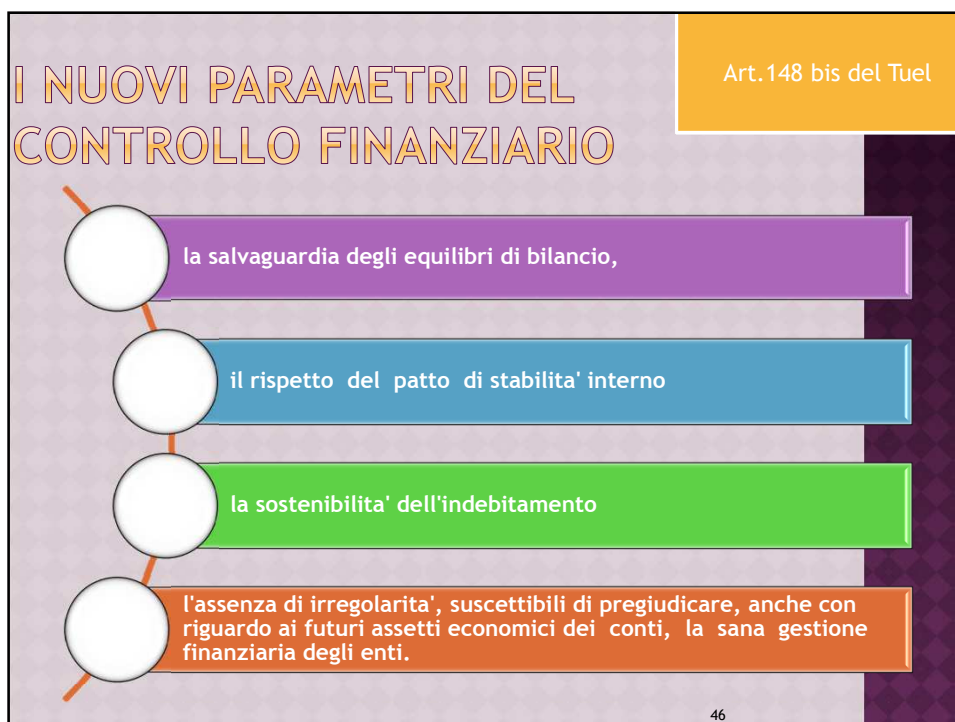 I NUOVI PARAMETRI DEL
CONTROLLO FINANZIARIO
Art.148 bis del Tuel
la salvaguardia degli equilibri di bilancio,
il rispetto del patto di stabilita' interno
la sostenibilita' dell'indebitamento
l'assenza di irregolarita', suscettibili di pregiudicare, anche con
riguardo ai futuri assetti economici dei conti, la sana gestione
finanziaria degli enti.
46